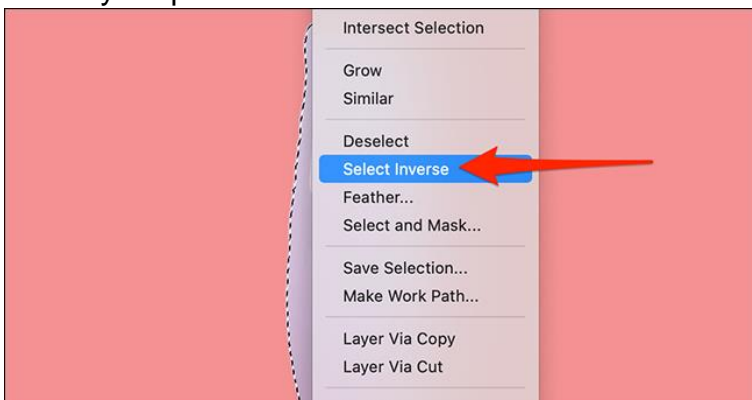 Intersect Selection
Grow
Similar
Deselect
Select Inverse
Feather...
Select and Mask...
Save Selection...
Make Work Path...
Layer Via Copy
Layer Via Cut